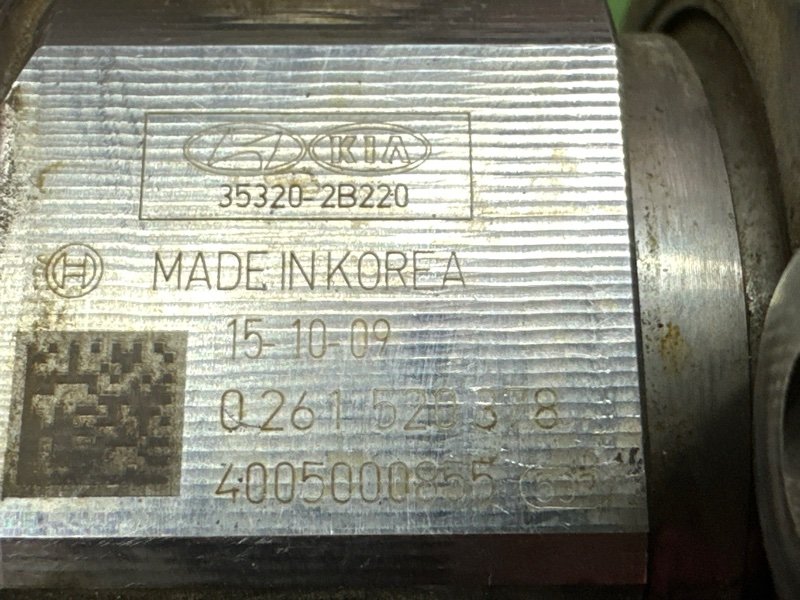 KIA
35320-2B220
MADE IN KOREA
15-10-09
0 261 520 378
4005000855